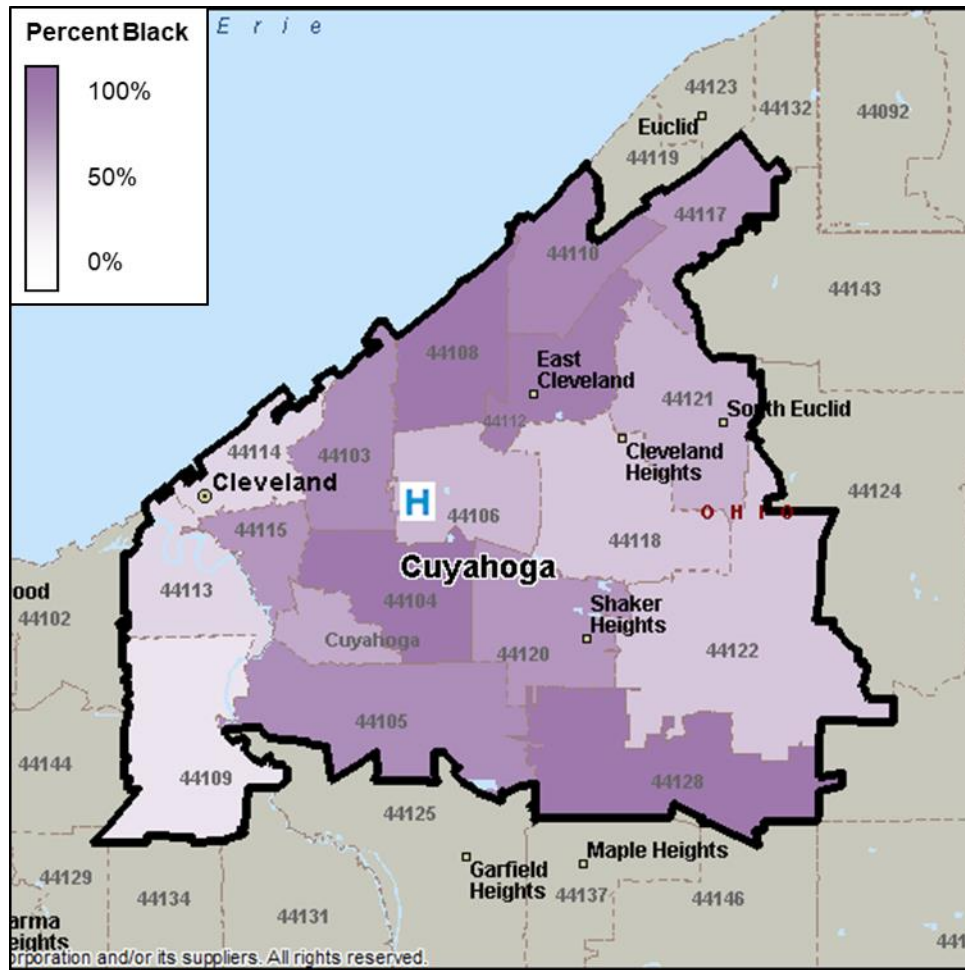 Percent Black
100%
50%
0%
E r i e
44123
44132
44092
Euclid
44119
44117
44110
44143
44108
East
Cleveland
44121
South Euclid
44112
44114
44103
Cleveland
Heights
Cleveland
44124
H
44106
O H I O
44115
44118
Cuyahoga
44113
ood
44102
44104
Shaker
Heights
Cuyahoga
44120
44122
44105
44144
44109
44128
44125
Maple Heights
Garfield
Heights
44129
44134
44131
44137
44146
arma
eights
441
orporation and/or its suppliers. All rights reserved.